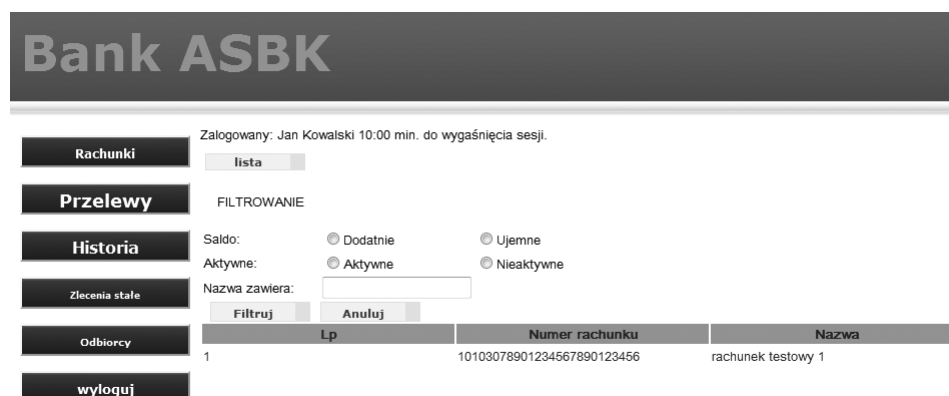 Bank ASBK
Zalogowany: Jan Kowalski 10:00 min. do wygaśnięcia sesji.
Rachunki
lista
Przelewy
FILTROWANIE
Historia
Saldo: Dodatnie Ujemne
Aktywne: Aktywne Nieaktywne
Zlecenia stałe
Nazwa zawiera:
Filtruj Anuluj
Odbiorcy
Lp Numer rachunku Nazwa
1 10103078901234567890123456 rachunek testowy 1
wyloguj